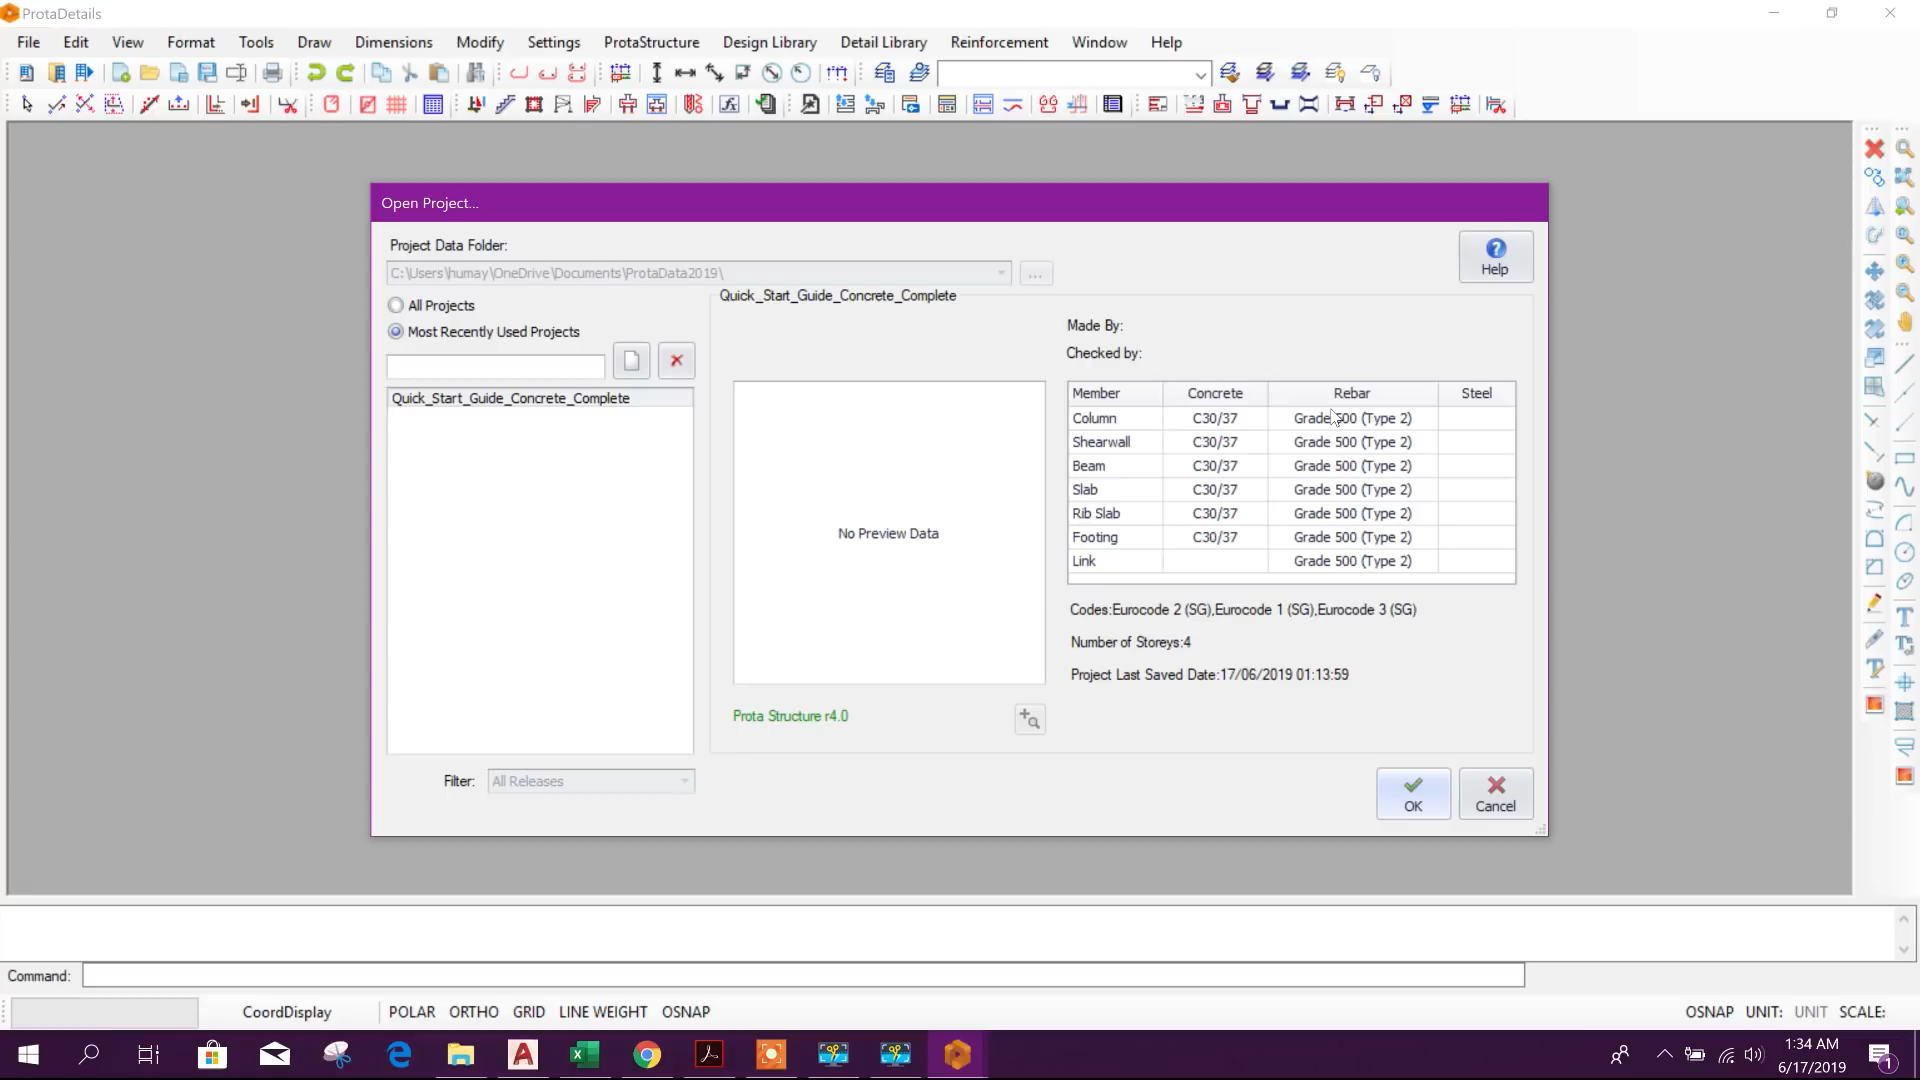 ProtaDetails
File Edit View Format Tools Draw Dimensions Modify Settings ProtaStructure Design Library Detail Library Reinforcement Window Help
Open Project...
Project Data Folder:
C:\Users\humay\OneDrive\Documents\ProtaData2019\
...
Help
All Projects
Most Recently Used Projects
Quick_Start_Guide_Concrete_Complete
Filter: All Releases
Quick_Start_Guide_Concrete_Complete
Made By:
Checked by:
No Preview Data
Prota Structure r4.0
Member Concrete Rebar Steel
Column C30/37 Grade 500 (Type 2)
Shearwall C30/37 Grade 500 (Type 2)
Beam C30/37 Grade 500 (Type 2)
Slab C30/37 Grade 500 (Type 2)
Rib Slab C30/37 Grade 500 (Type 2)
Footing C30/37 Grade 500 (Type 2)
Link Grade 500 (Type 2)
Codes:Eurocode 2 (SG),Eurocode 1 (SG),Eurocode 3 (SG)
Number of Storeys:4
Project Last Saved Date:17/06/2019 01:13:59
OK Cancel
Command:
CoordDisplay POLAR ORTHO GRID LINE WEIGHT OSNAP OSNAP UNIT: UNIT SCALE:
1:34 AM
6/17/2019
1